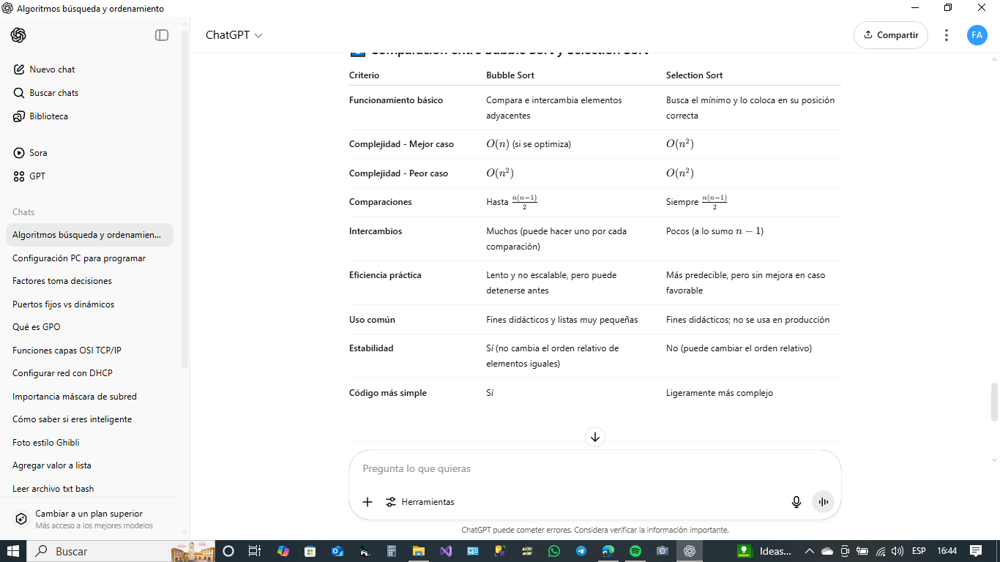 Algoritmos búsqueda y ordenamiento
ChatGPT
Compartir
FA
Nuevo chat
Buscar chats
Biblioteca
Sora
GPT
Chats
Algoritmos búsqueda y ordenamien...
Configuración PC para programar
Factores toma decisiones
Puertos fijos vs dinámicos
Qué es GPO
Funciones capas OSI TCP/IP
Configurar red con DHCP
Importancia máscara de subred
Cómo saber si eres inteligente
Foto estilo Ghibli
Agregar valor a lista
Leer archivo txt bash
Cambiar a un plan superior
Más acceso a los mejores modelos
Comparación entre Bubble Sort y Selection Sort
Criterio Bubble Sort Selection Sort
Funcionamiento básico Compara e intercambia elementos Busca el mínimo y lo coloca en su posición
adyacentes correcta
Complejidad - Mejor caso O(n) (si se optimiza) O(n²)
Complejidad - Peor caso O(n²) O(n²)
Comparaciones Hasta n(n−1)/2 Siempre n(n−1)/2
Intercambios Muchos (puede hacer uno por cada Pocos (a lo sumo n − 1)
comparación)
Eficiencia práctica Lento y no escalable, pero puede Más predecible, pero sin mejora en caso
detenerse antes favorable
Uso común Fines didácticos y listas muy pequeñas Fines didácticos; no se usa en producción
Estabilidad Sí (no cambia el orden relativo de No (puede cambiar el orden relativo)
elementos iguales)
Código más simple Sí Ligeramente más complejo
Pregunta lo que quieras
Herramientas
ChatGPT puede cometer errores. Considera verificar la información importante.
Buscar
Ideas...
ESP
16:44